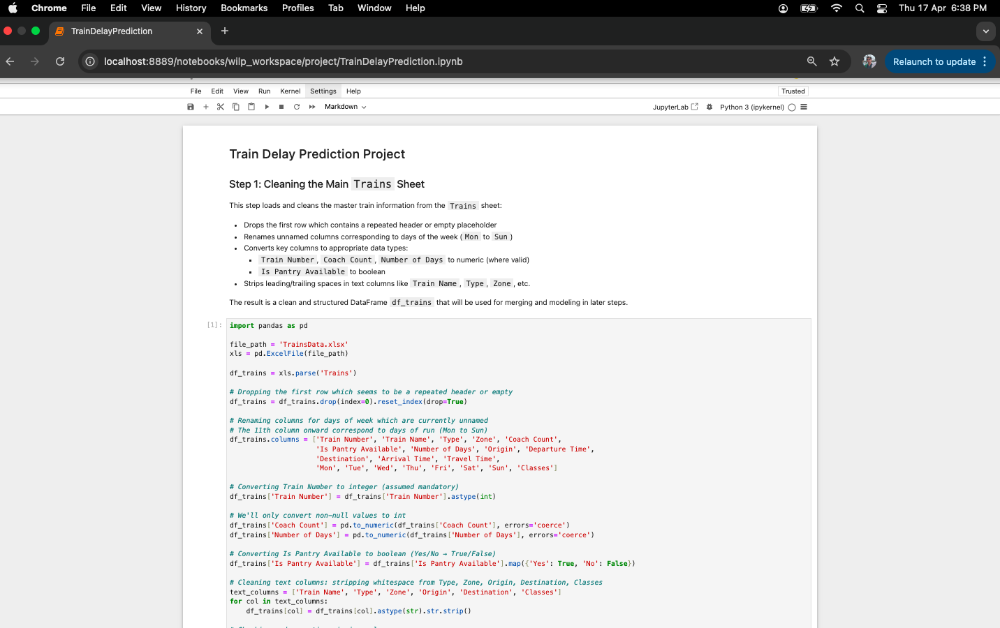 Chrome File Edit View History Bookmarks Profiles Tab Window Help Thu 17 Apr 6:38 PM
TrainDelayPrediction
localhost:8889/notebooks/wilp_workspace/project/TrainDelayPrediction.ipynb Relaunch to update
File Edit View Run Kernel Settings Help Trusted
Markdown JupyterLab Python 3 (ipykernel)
Train Delay Prediction Project
Step 1: Cleaning the Main Trains Sheet
This step loads and cleans the master train information from the Trains sheet:
• Drops the first row which contains a repeated header or empty placeholder
• Renames unnamed columns corresponding to days of the week ( Mon to Sun )
• Converts key columns to appropriate data types:
▪ Train Number , Coach Count , Number of Days to numeric (where valid)
▪ Is Pantry Available to boolean
• Strips leading/trailing spaces in text columns like Train Name , Type , Zone , etc.
The result is a clean and structured DataFrame df_trains that will be used for merging and modeling in later steps.
[1]: import pandas as pd
file_path = 'TrainsData.xlsx'
xls = pd.ExcelFile(file_path)
df_trains = xls.parse('Trains')
# Dropping the first row which seems to be a repeated header or empty
df_trains = df_trains.drop(index=0).reset_index(drop=True)
# Renaming columns for days of week which are currently unnamed
# The 11th column onward correspond to days of run (Mon to Sun)
df_trains.columns = ['Train Number', 'Train Name', 'Type', 'Zone', 'Coach Count',
'Is Pantry Available', 'Number of Days', 'Origin', 'Departure Time',
'Destination', 'Arrival Time', 'Travel Time',
'Mon', 'Tue', 'Wed', 'Thu', 'Fri', 'Sat', 'Sun', 'Classes']
# Converting Train Number to integer (assumed mandatory)
df_trains['Train Number'] = df_trains['Train Number'].astype(int)
# We'll only convert non-null values to int
df_trains['Coach Count'] = pd.to_numeric(df_trains['Coach Count'], errors='coerce')
df_trains['Number of Days'] = pd.to_numeric(df_trains['Number of Days'], errors='coerce')
# Converting Is Pantry Available to boolean (Yes/No → True/False)
df_trains['Is Pantry Available'] = df_trains['Is Pantry Available'].map({'Yes': True, 'No': False})
# Cleaning text columns: stripping whitespace from Type, Zone, Origin, Destination, Classes
text_columns = ['Train Name', 'Type', 'Zone', 'Origin', 'Destination', 'Classes']
for col in text_columns:
df_trains[col] = df_trains[col].astype(str).str.strip()